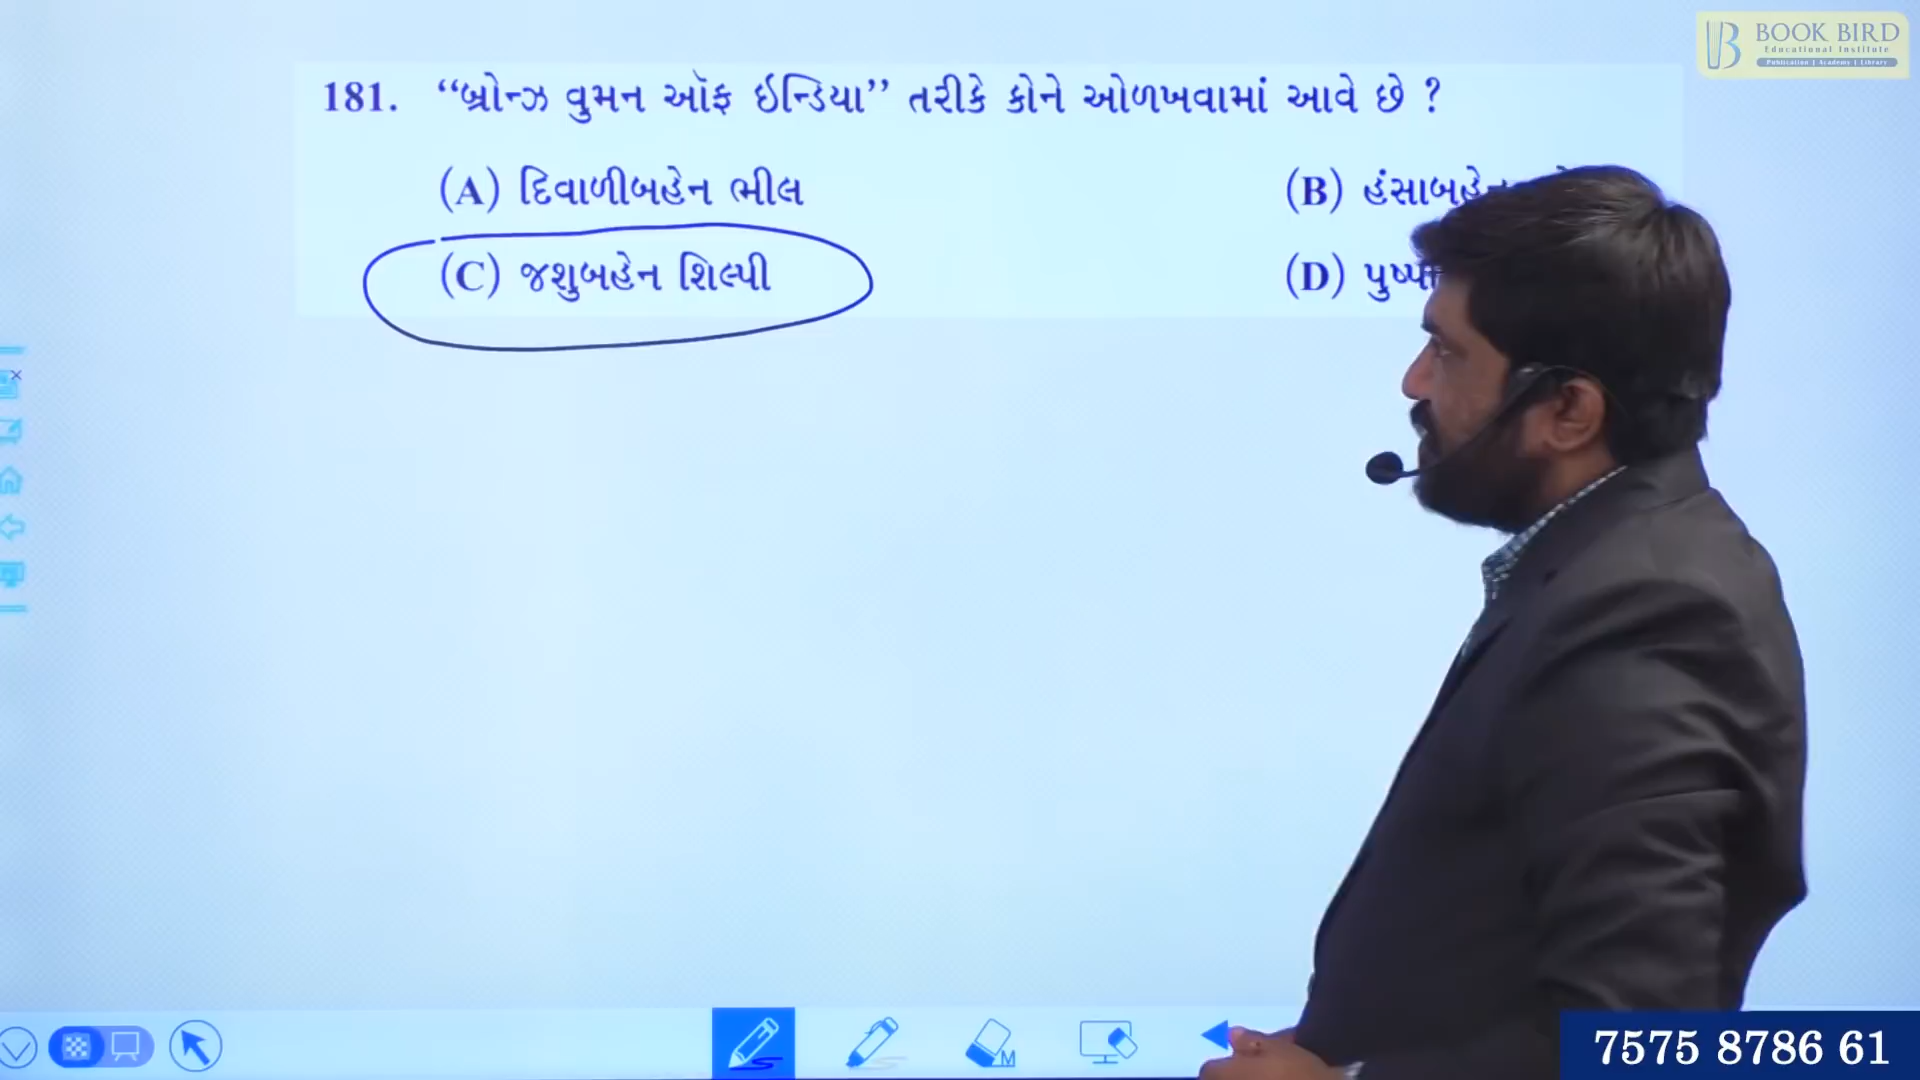 BOOK BIRD
Educational Institute
Publication | Academy | Library
181. “બ્રોન્ઝ વુમન ઑફ ઇન્ડિયા” તરીકે કોને ઓળખવામાં આવે છે ?
(A) દિવાળીબહેન ભીલ (B)
(C) જશુબહેન શિલ્પી (D)
M
7575 8786 61